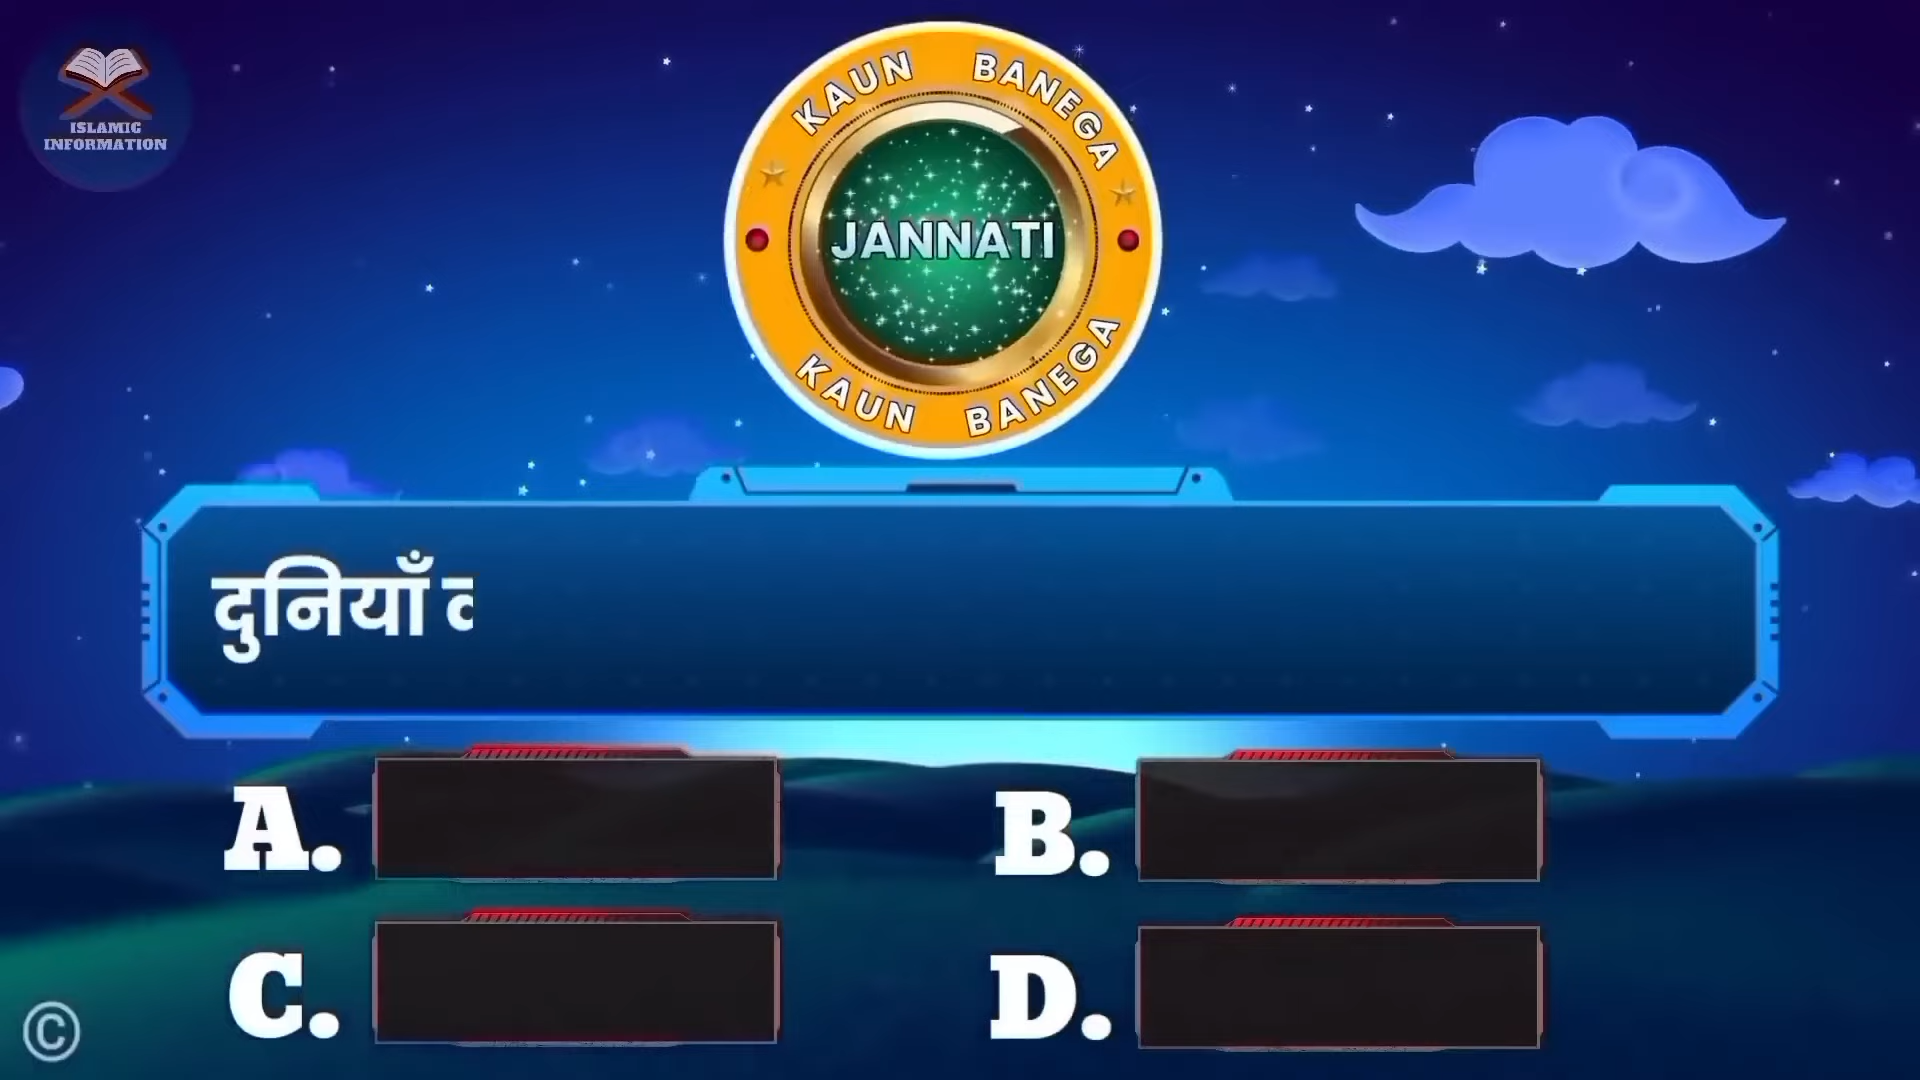 ISLAMIC
INFORMATION
KAUN BANEGA
JANNATI
KAUN BANEGA
दुनियाँ
A.
B.
C.
D.
©